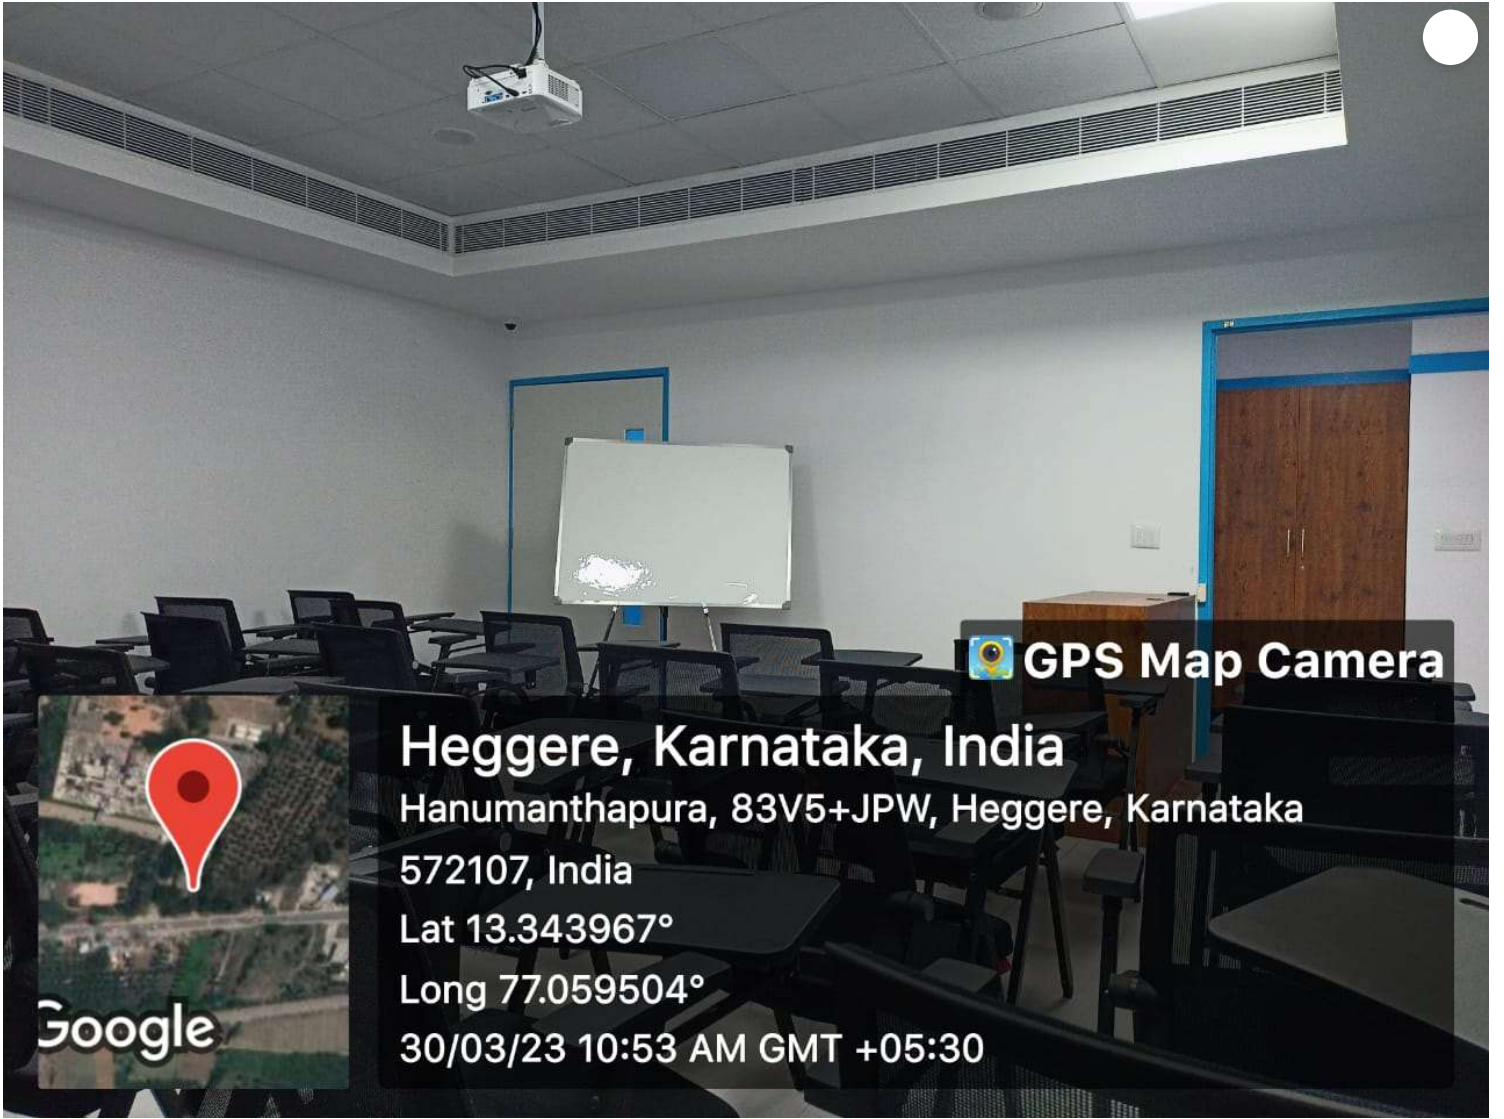 GPS Map Camera
Heggere, Karnataka, India
Hanumanthapura, 83V5+JPW, Heggere, Karnataka
572107, India
Lat 13.343967°
Long 77.059504°
30/03/23 10:53 AM GMT +05:30
Google